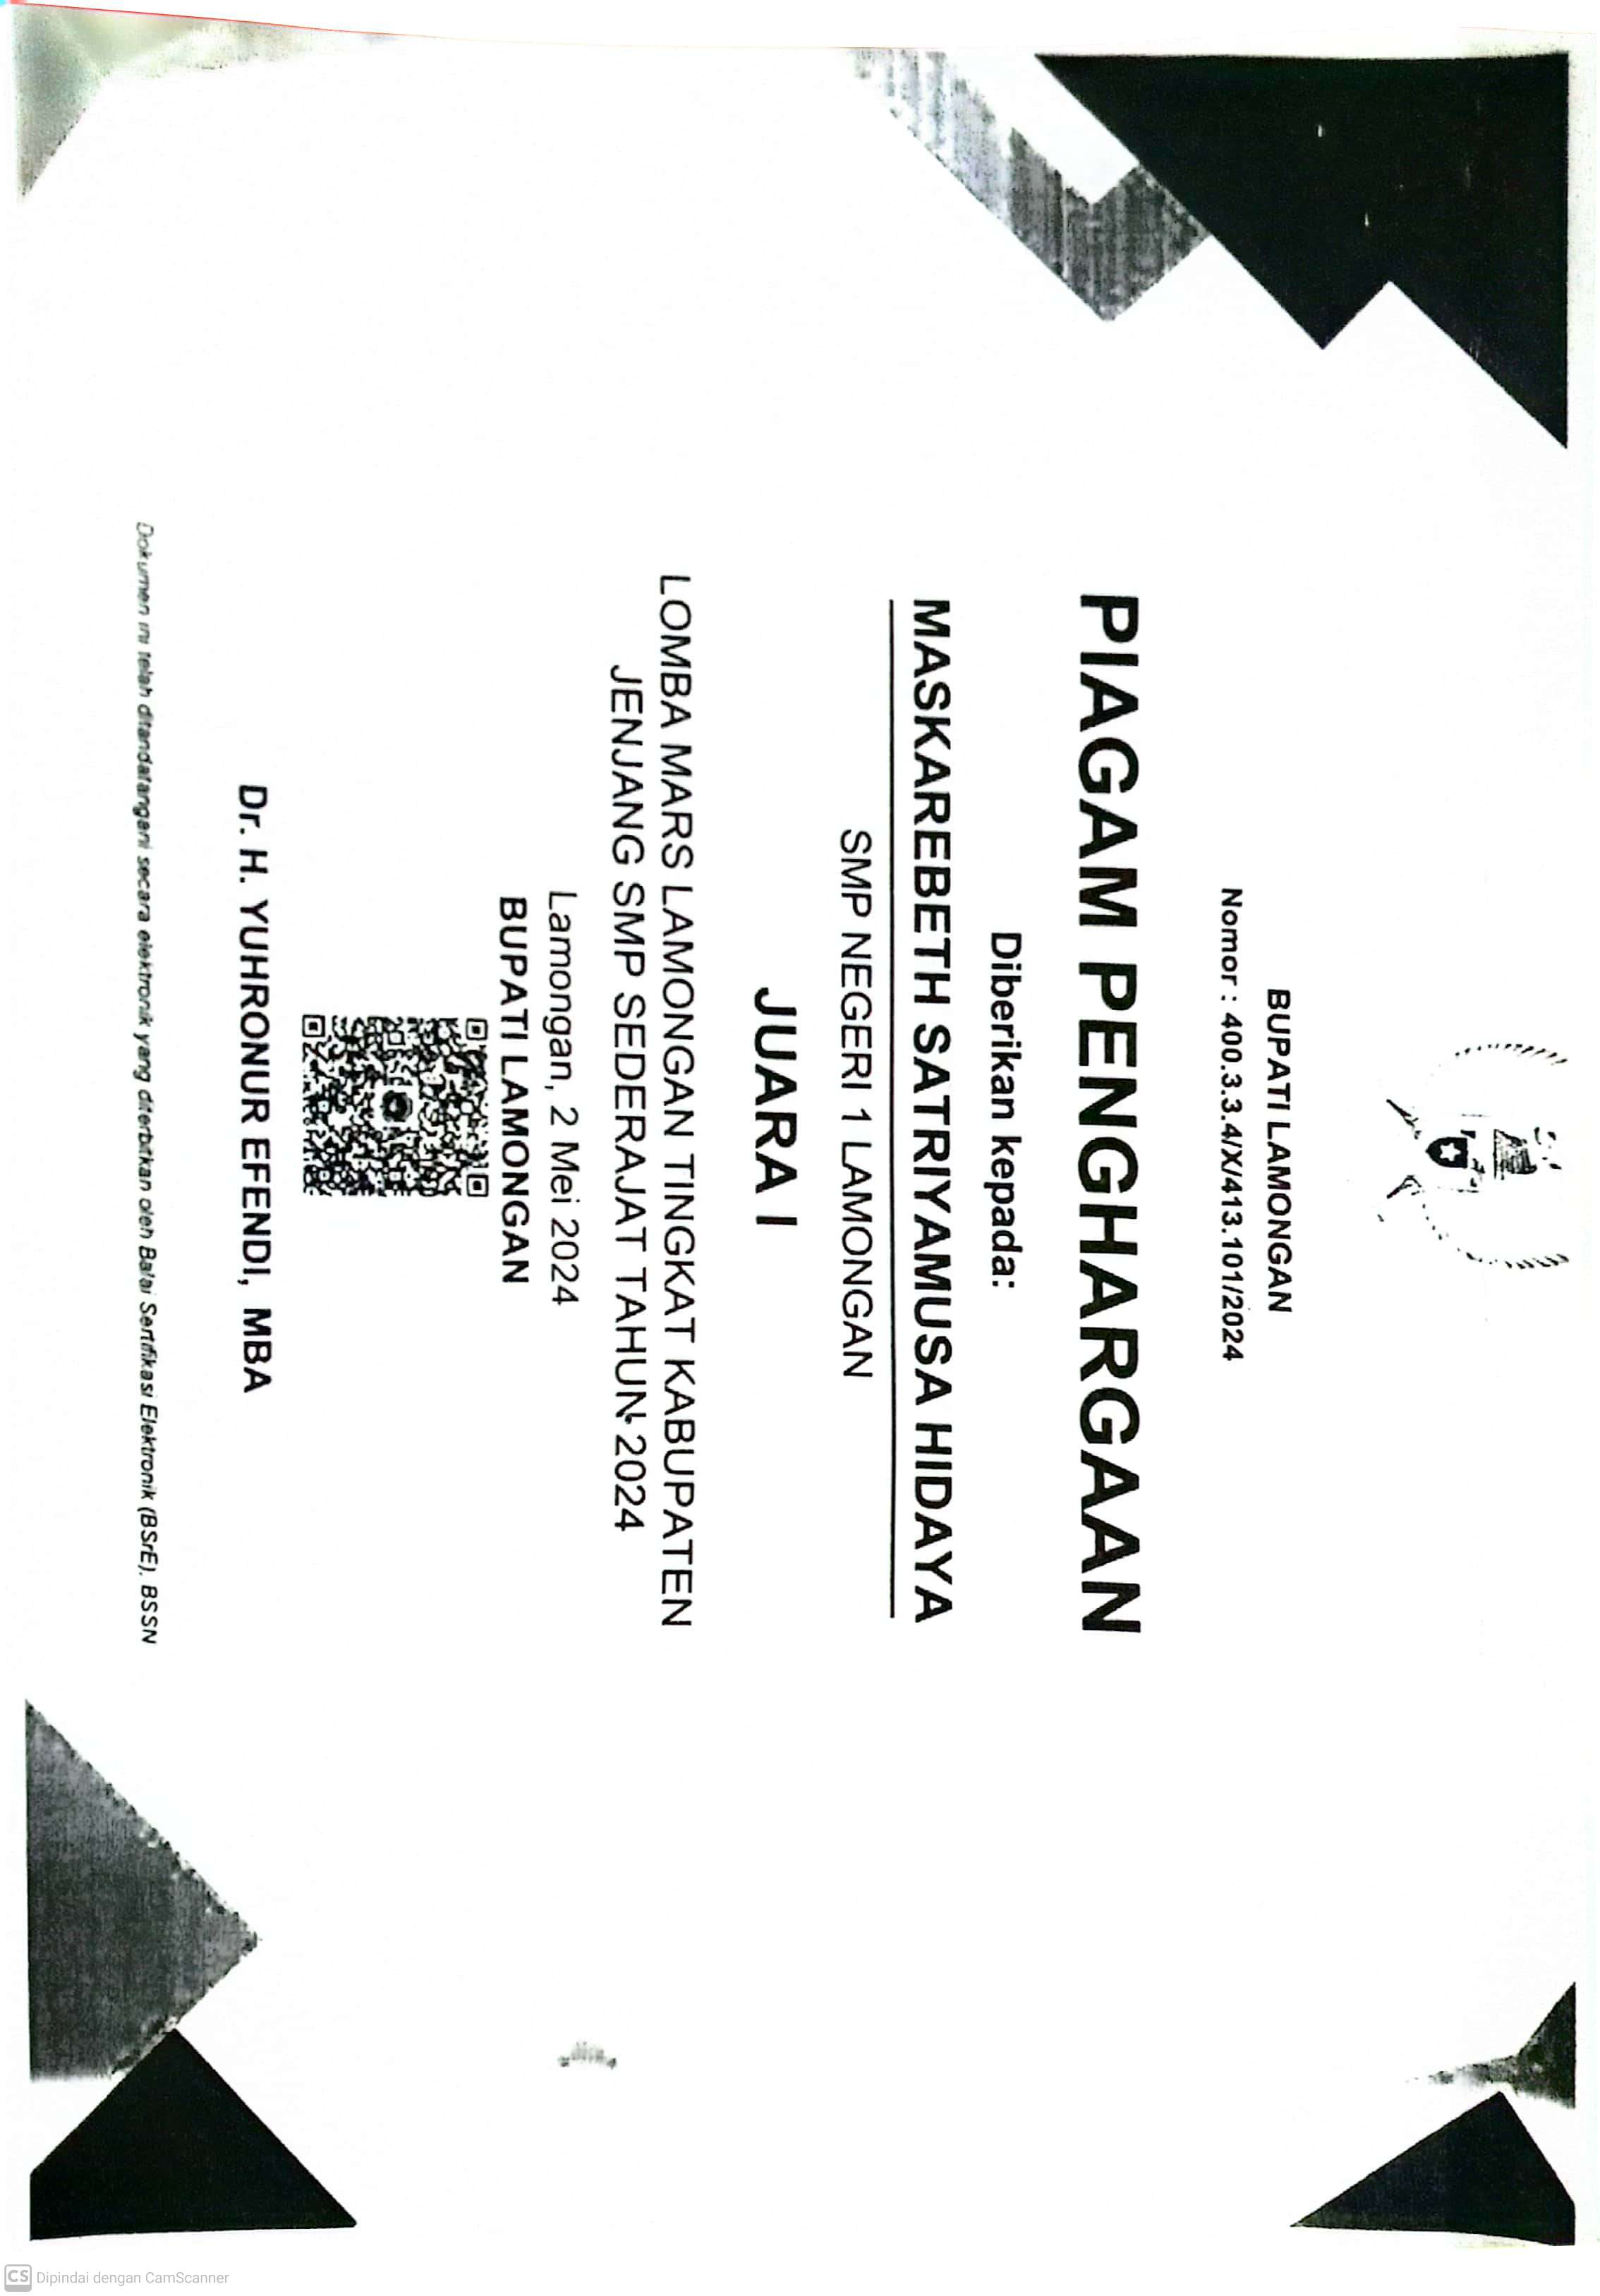 BUPATI LAMONGAN
Nomor : 400.3.3.4/X/413.101/2024
PIAGAM PENGHARGAAN
Diberikan kepada:
MASKAREBETH SATRIYAMUSA HIDAYA
SMP NEGERI 1 LAMONGAN
JUARA I
LOMBA MARS LAMONGAN TINGKAT KABUPATEN
JENJANG SMP SEDERAJAT TAHUN 2024
Lamongan, 2 Mei 2024
BUPATI LAMONGAN
Dr. H. YUHRONUR EFENDI, MBA
Dokumen ini telah ditandatangani secara elektronik yang diterbitkan oleh Balai Sertifikasi Elektronik (BSrE), BSSN
CS Dipindai dengan CamScanner